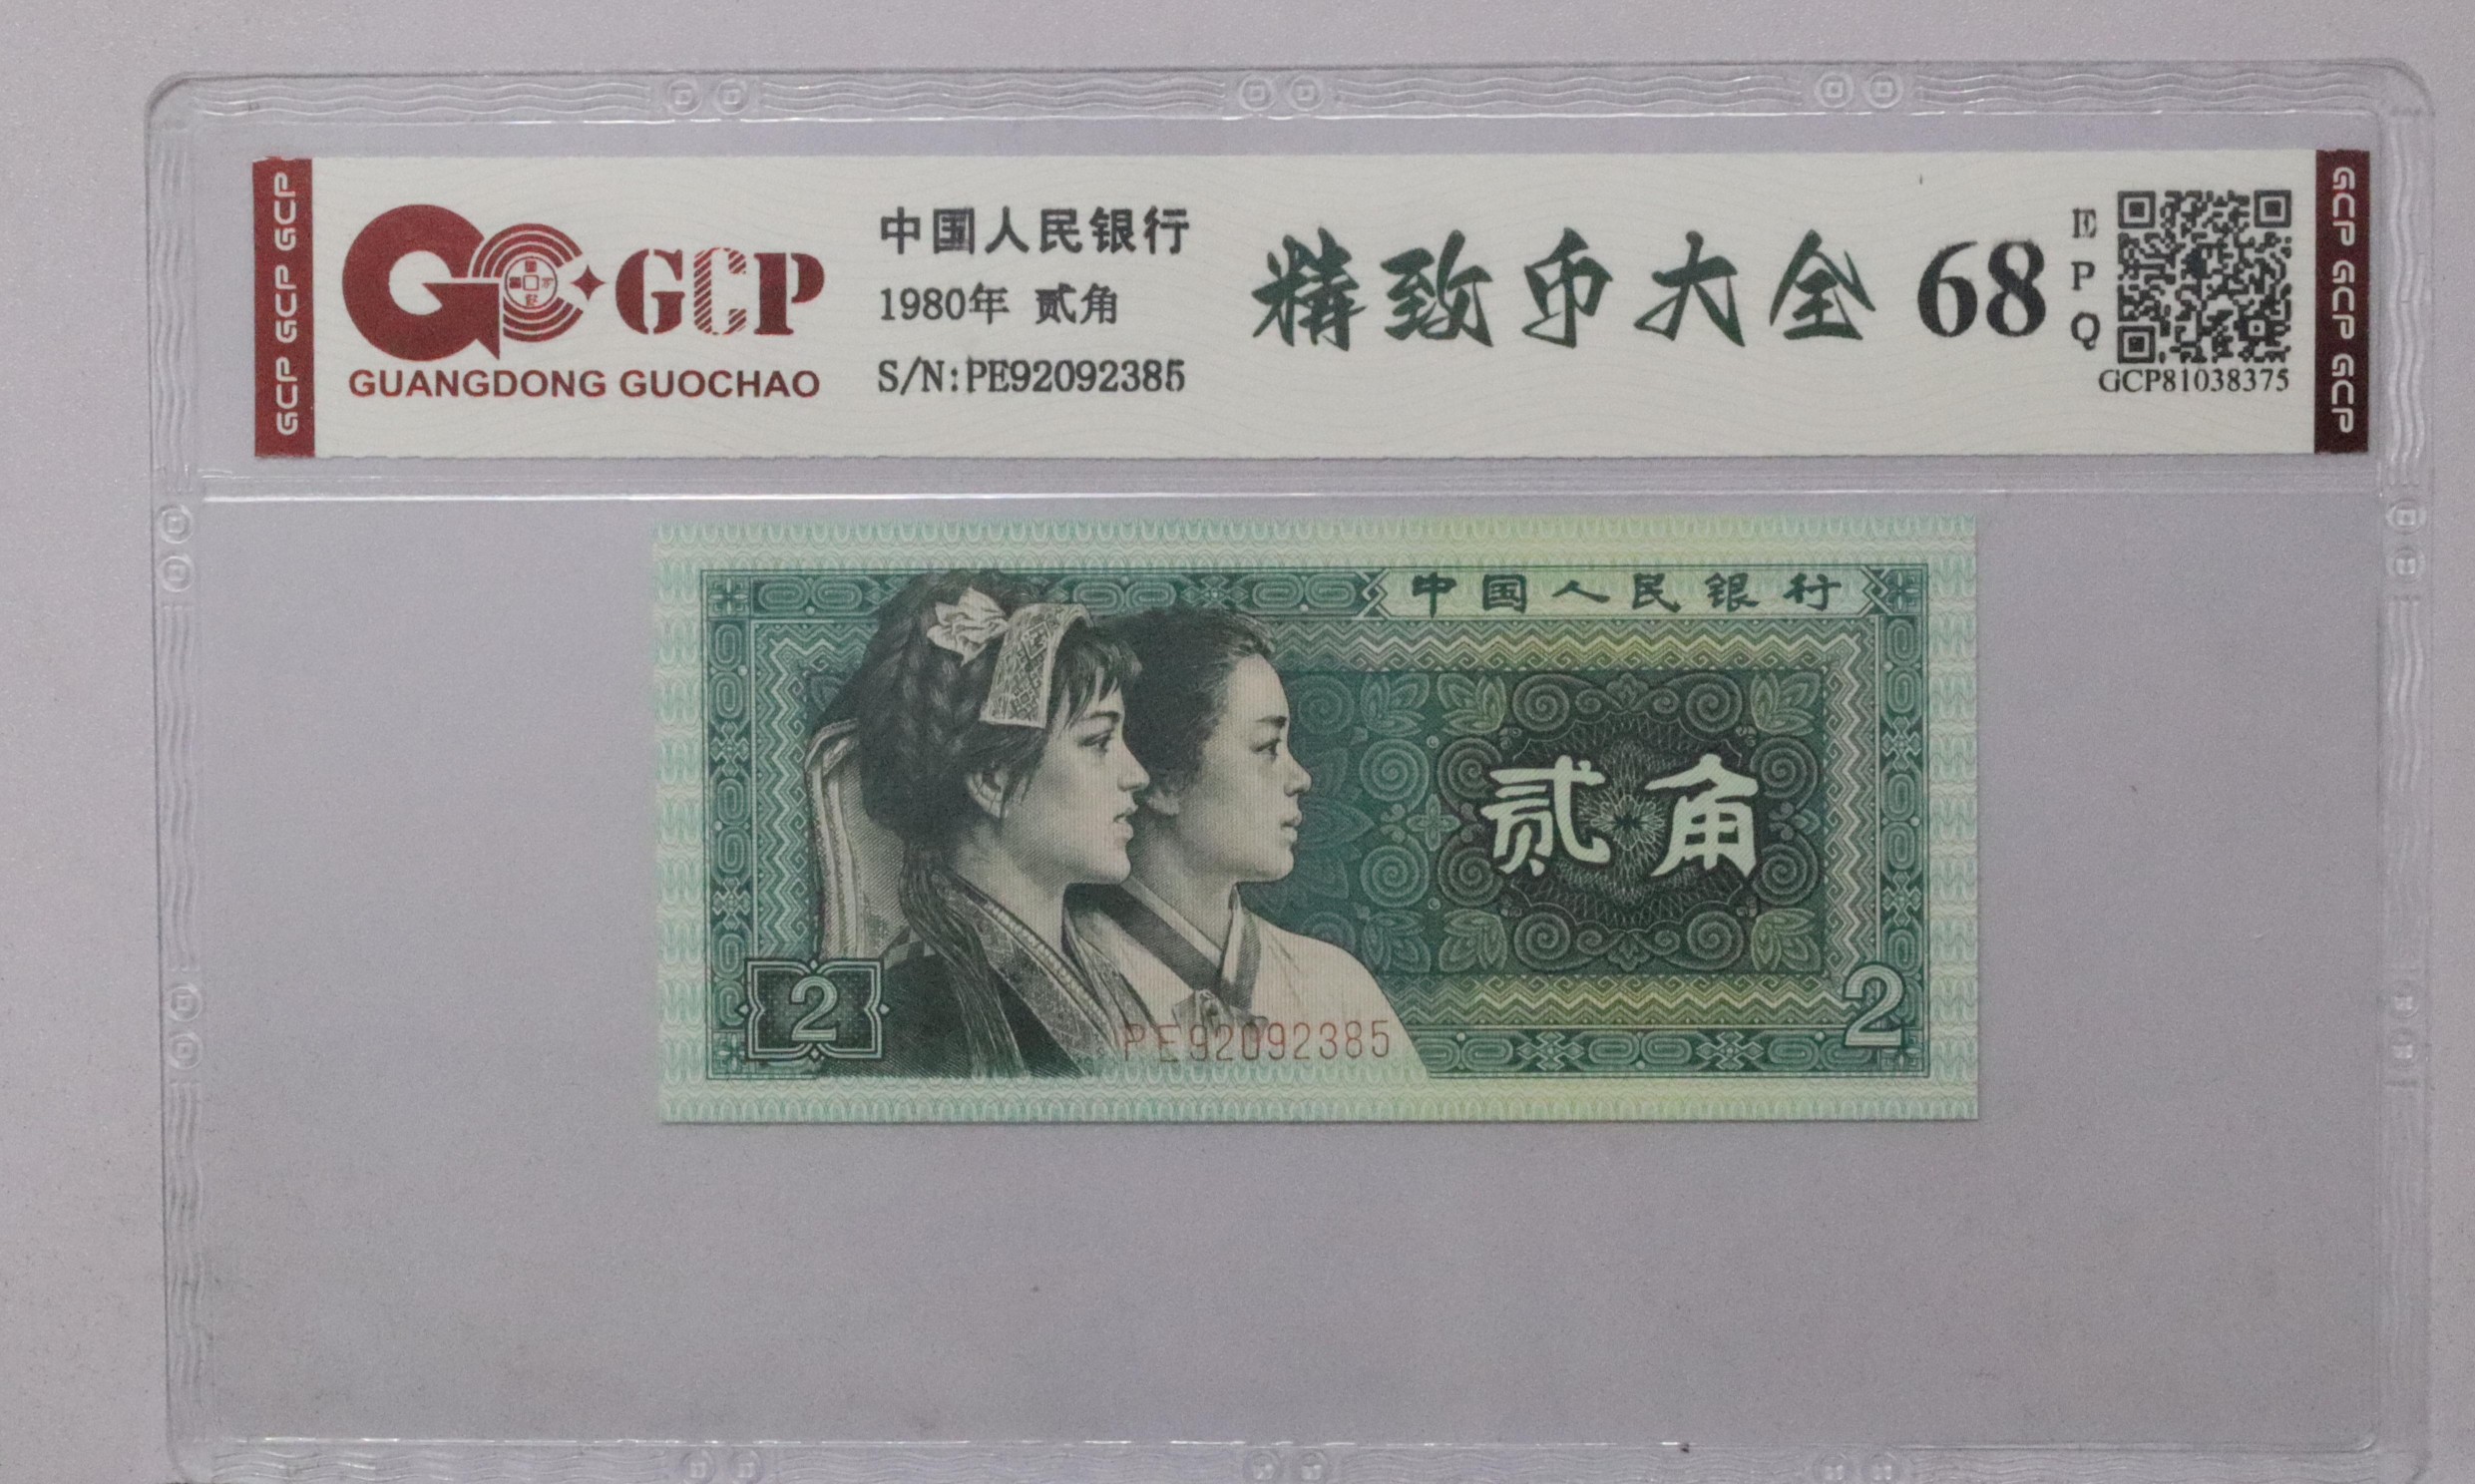 GCP GCP GCP
GCP
GUANGDONG GUOCHAO
中国人民银行
1980年 贰角
S/N:PE92092385
精致币大全
68
EPQ
GCP81038375
GCP GCP GCP
中国人民银行
贰角
2
PE92092385
2